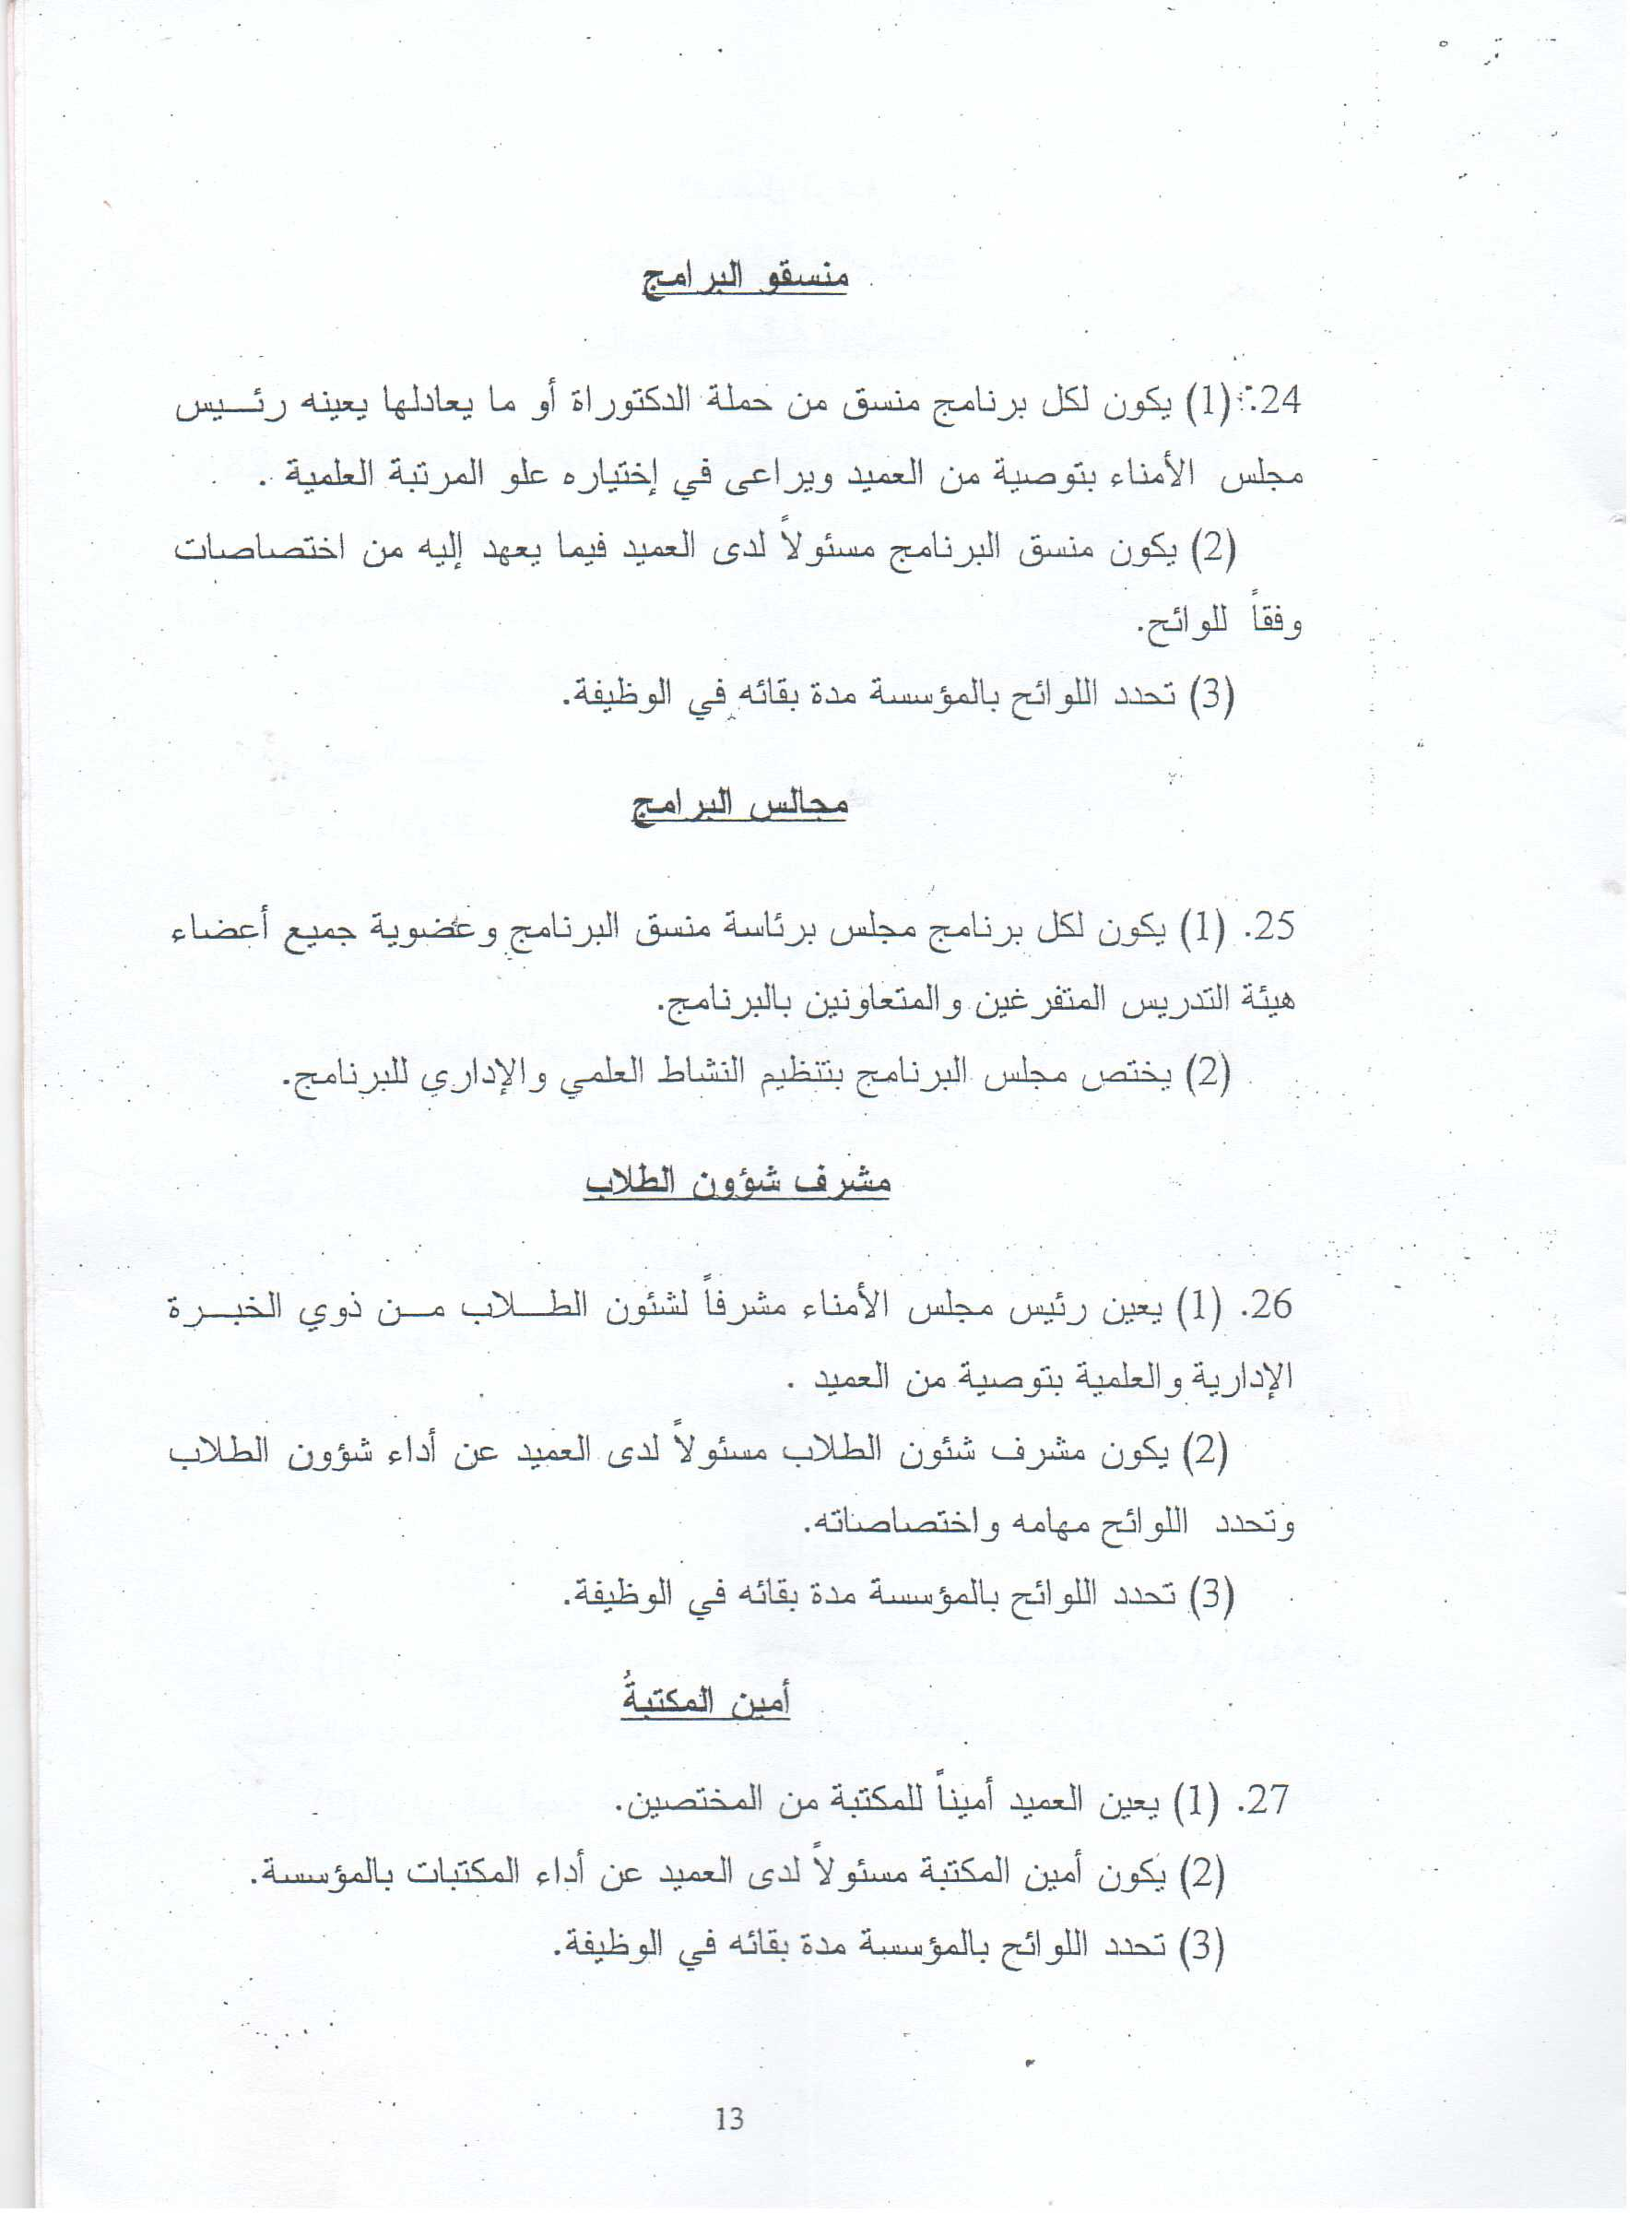 منسقو البرامج
24. (1) يكون لكل برنامج منسق من حملة الدكتوراة أو ما يعادلها يعينه رئيس
مجلس الأمناء بتوصية من العميد ويراعى في إختياره علو المرتبة العلمية .
(2) يكون منسق البرنامج مسئولاً لدى العميد فيما يعهد إليه من اختصاصات
وفقاً للوائح.
(3) تحدد اللوائح بالمؤسسة مدة بقائه في الوظيفة.
مجالس البرامج
25. (1) يكون لكل برنامج مجلس برئاسة منسق البرنامج وعضوية جميع أعضاء
هيئة التدريس المتفرغين والمتعاونين بالبرنامج.
(2) يختص مجلس البرنامج بتنظيم النشاط العلمي والإداري للبرنامج.
مشرف شؤون الطلاب
26. (1) يعين رئيس مجلس الأمناء مشرفاً لشئون الطلاب من ذوي الخبرة
الإدارية والعلمية بتوصية من العميد .
(2) يكون مشرف شئون الطلاب مسئولاً لدى العميد عن أداء شؤون الطلاب
وتحدد اللوائح مهامه واختصاصاته.
(3) تحدد اللوائح بالمؤسسة مدة بقائه في الوظيفة.
أمين المكتبة
27. (1) يعين العميد أميناً للمكتبة من المختصين.
(2) يكون أمين المكتبة مسئولاً لدى العميد عن أداء المكتبات بالمؤسسة.
(3) تحدد اللوائح بالمؤسسة مدة بقائه في الوظيفة.
13